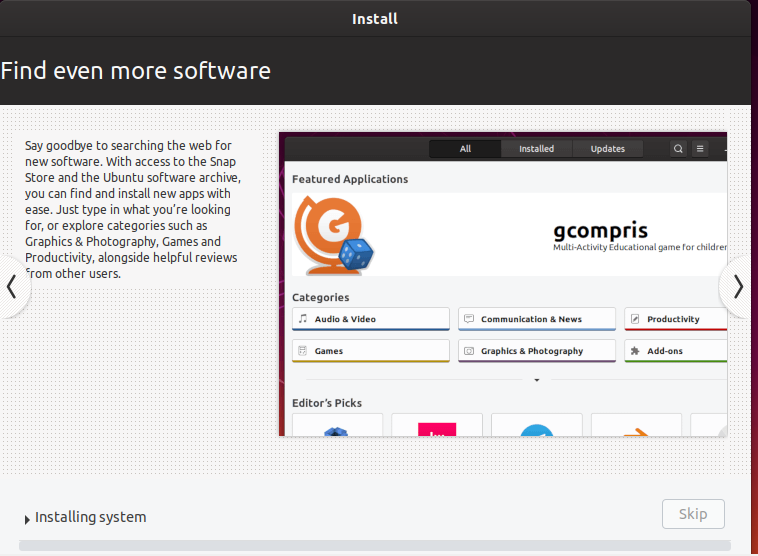 Install
Find even more software
Say goodbye to searching the web for
new software. With access to the Snap
Store and the Ubuntu software archive,
you can find and install new apps with
ease. Just type in what you're looking
for, or explore categories such as
Graphics & Photography, Games and
Productivity, alongside helpful reviews
from other users.
All Installed Updates
Featured Applications
gcompris
Multi-Activity Educational game for children
Categories
Audio & Video Communication & News Productivity
Games Graphics & Photography Add-ons
Editor's Picks
Installing system
Skip